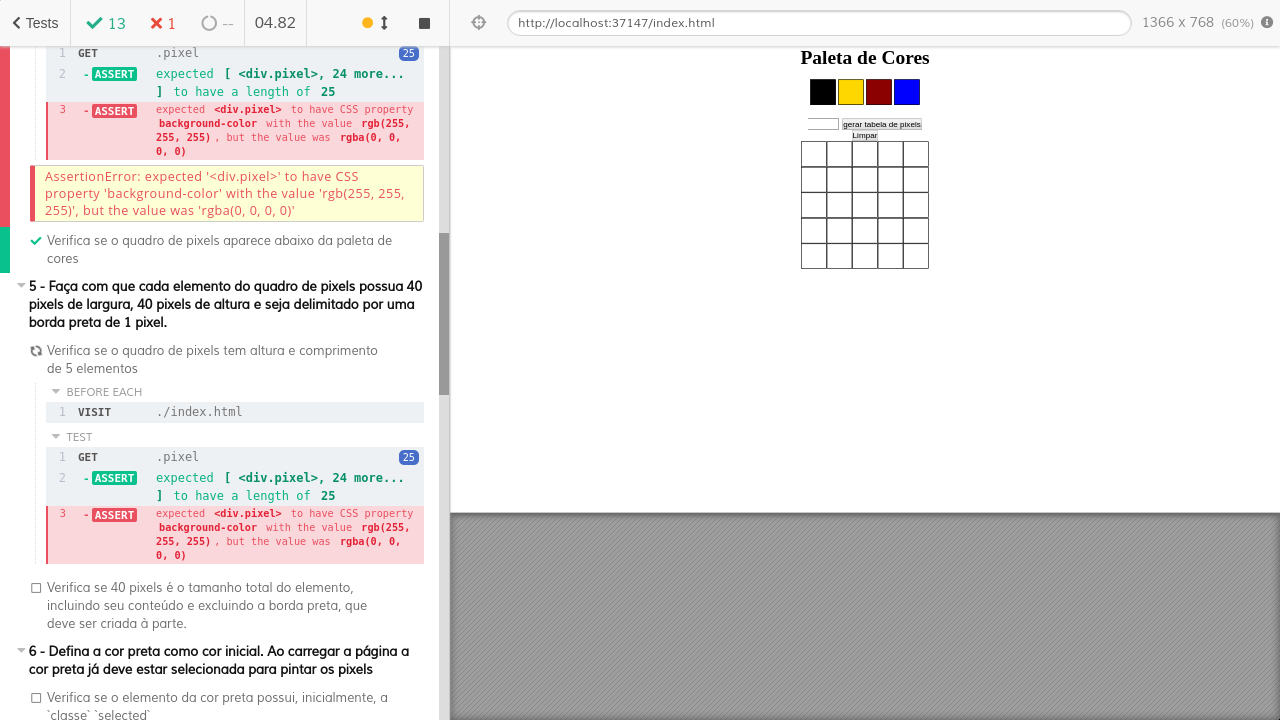 Tests
13
1
--
04.82
http://localhost:37147/index.html
1366 x 768 (60%)
1 GET .pixel 25
2 -ASSERT expected [ <div.pixel>, 24 more...
] to have a length of 25
3 -ASSERT expected <div.pixel> to have CSS property
background-color with the value rgb(255,
255, 255), but the value was rgba(0, 0,
0, 0)
AssertionError: expected '<div.pixel>' to have CSS
property 'background-color' with the value 'rgb(255, 255,
255)', but the value was 'rgba(0, 0, 0, 0)'
Verifica se o quadro de pixels aparece abaixo da paleta de
cores
5 - Faça com que cada elemento do quadro de pixels possua 40
pixels de largura, 40 pixels de altura e seja delimitado por uma
borda preta de 1 pixel.
Verifica se o quadro de pixels tem altura e comprimento
de 5 elementos
BEFORE EACH
1 VISIT ./index.html
TEST
1 GET .pixel 25
2 -ASSERT expected [ <div.pixel>, 24 more...
] to have a length of 25
3 -ASSERT expected <div.pixel> to have CSS property
background-color with the value rgb(255,
255, 255), but the value was rgba(0, 0,
0, 0)
Verifica se 40 pixels é o tamanho total do elemento,
incluindo seu conteúdo e excluindo a borda preta, que
deve ser criada à parte.
6 - Defina a cor preta como cor inicial. Ao carregar a página a
cor preta já deve estar selecionada para pintar os pixels
Verifica se o elemento da cor preta possui, inicialmente, a
`classe` `selected`
Paleta de Cores
gerar tabela de pixels
Limpar